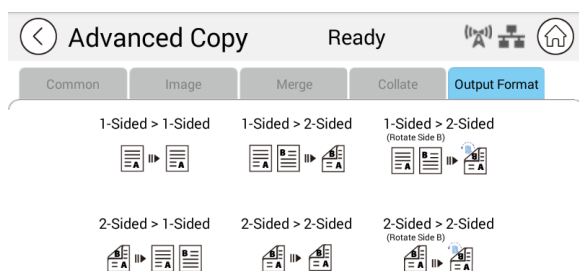 Advanced Copy Ready
Common Image Merge Collate Output Format
1-Sided > 1-Sided 1-Sided > 2-Sided 1-Sided > 2-Sided
(Rotate Side B)
A A A B B A A B B A
2-Sided > 1-Sided 2-Sided > 2-Sided 2-Sided > 2-Sided
(Rotate Side B)
B A A B B A B A B A B A